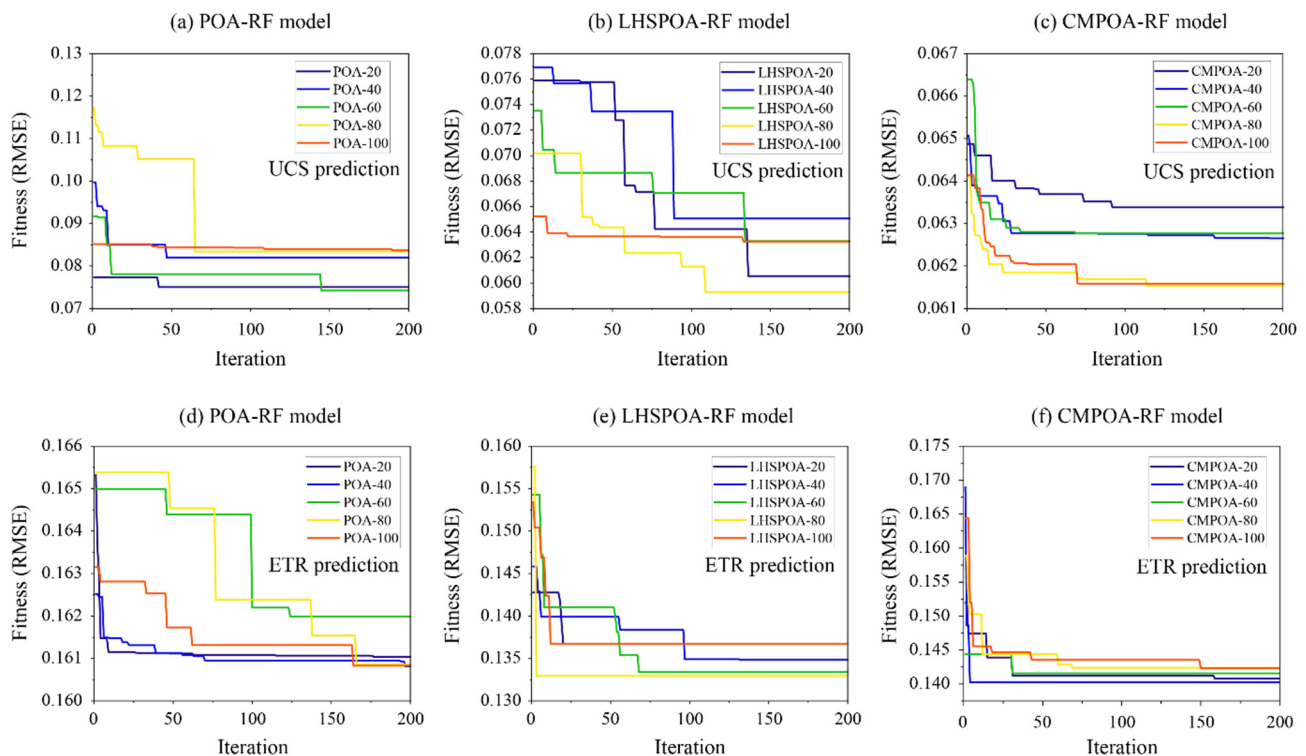 (a) POA-RF model
(b) LHSPOA-RF model
(c) CMPOA-RF model
0.13
0.12
0.11
0.10
0.09
0.08
0.07
Fitness (RMSE)
POA-20
POA-40
POA-60
POA-80
POA-100
UCS prediction
0 50 100 150 200
Iteration
0.078
0.076
0.074
0.072
0.070
0.068
0.066
0.064
0.062
0.060
0.058
Fitness (RMSE)
LHSPOA-20
LHSPOA-40
LHSPOA-60
LHSPOA-80
LHSPOA-100
UCS prediction
0 50 100 150 200
Iteration
0.067
0.066
0.065
0.064
0.063
0.062
0.061
Fitness (RMSE)
CMPOA-20
CMPOA-40
CMPOA-60
CMPOA-80
CMPOA-100
UCS prediction
0 50 100 150 200
Iteration
(d) POA-RF model
(e) LHSPOA-RF model
(f) CMPOA-RF model
0.166
0.165
0.164
0.163
0.162
0.161
0.160
Fitness (RMSE)
POA-20
POA-40
POA-60
POA-80
POA-100
ETR prediction
0 50 100 150 200
Iteration
0.160
0.155
0.150
0.145
0.140
0.135
0.130
Fitness (RMSE)
LHSPOA-20
LHSPOA-40
LHSPOA-60
LHSPOA-80
LHSPOA-100
ETR prediction
0 50 100 150 200
Iteration
0.175
0.170
0.165
0.160
0.155
0.150
0.145
0.140
Fitness (RMSE)
CMPOA-20
CMPOA-40
CMPOA-60
CMPOA-80
CMPOA-100
ETR prediction
0 50 100 150 200
Iteration